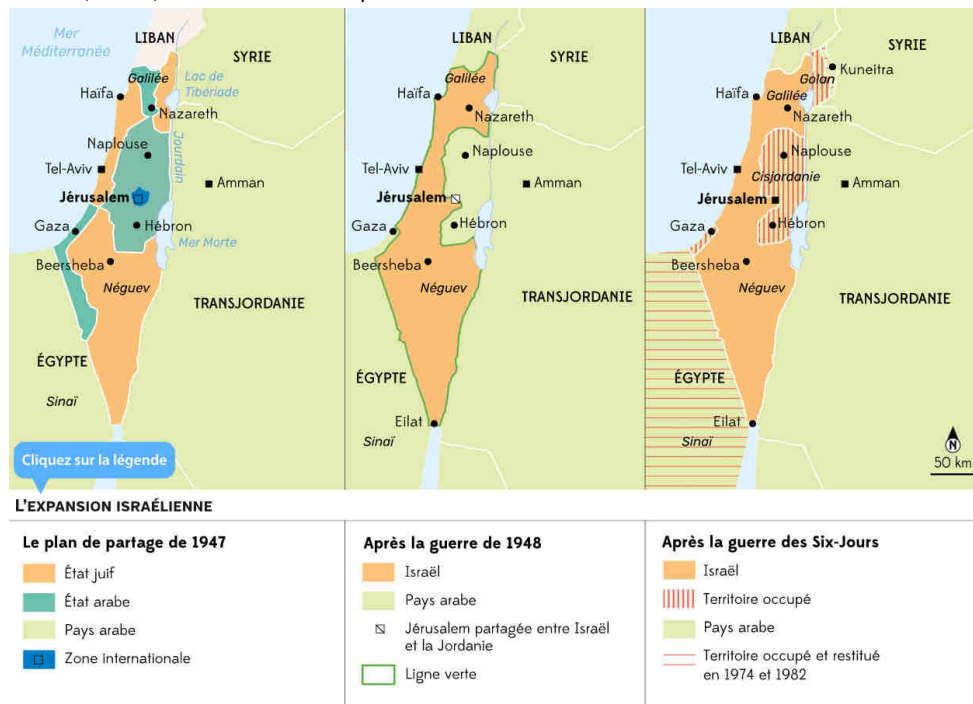 Mer
Méditerranée
LIBAN
SYRIE
Galilée
Lac de
Tibériade
Haïfa
Nazareth
Jourdain
Naplouse
Tel-Aviv
Jérusalem
Amman
Gaza
Hébron
Mer Morte
Beersheba
Néguev
TRANSJORDANIE
ÉGYPTE
Sinaï
LIBAN
SYRIE
Galilée
Haïfa
Nazareth
Naplouse
Tel-Aviv
Jérusalem
Amman
Gaza
Hébron
Beersheba
Néguev
TRANSJORDANIE
ÉGYPTE
Eilat
Sinaï
LIBAN
SYRIE
Kuneitra
Golan
Galilée
Haïfa
Nazareth
Naplouse
Tel-Aviv
Cisjordanie
Amman
Jérusalem
Gaza
Hébron
Beersheba
Néguev
TRANSJORDANIE
ÉGYPTE
Eilat
Sinaï
N
50 km
Cliquez sur la légende
L'EXPANSION ISRAÉLIENNE
Le plan de partage de 1947
État juif
État arabe
Pays arabe
Zone internationale
Après la guerre de 1948
Israël
Pays arabe
Jérusalem partagée entre Israël
et la Jordanie
Ligne verte
Après la guerre des Six-Jours
Israël
Territoire occupé
Pays arabe
Territoire occupé et restitué
en 1974 et 1982